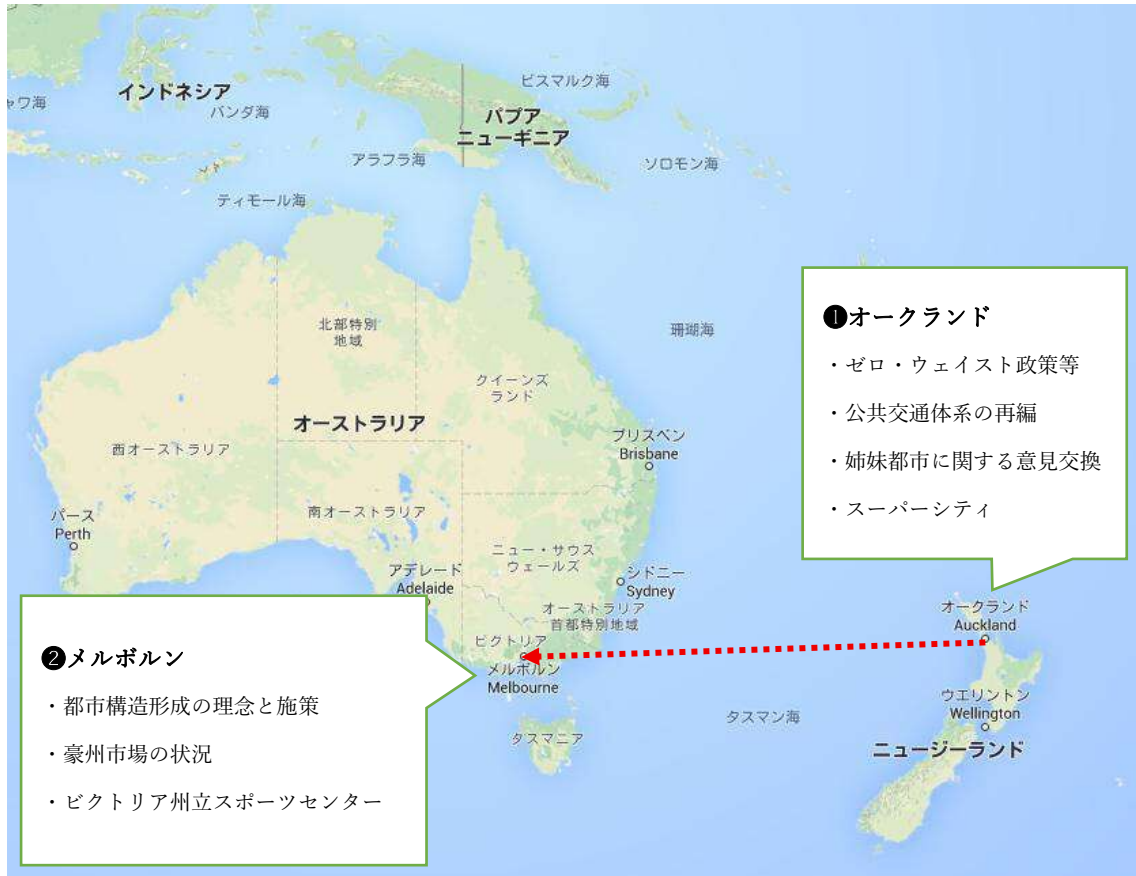 ビスマルク海
インドネシア
ャワ海
バンダ海
パプア
ニューギニア
アラフラ海
ソロモン海
ティモール海
❶オークランド
・ゼロ・ウェイスト政策等
・公共交通体系の再編
・姉妹都市に関する意見交換
・スーパーシティ
北部特別
地域
珊瑚海
クイーンズ
ランド
オーストラリア
西オーストラリア
ブリスベン
Brisbane
パース
Perth
南オーストラリア
ニュー・サウス
ウェールズ
アデレード
Adelaide
シドニー
Sydney
オーストラリア
首都特別地域
オークランド
Auckland
ビクトリア
メルボルン
Melbourne
❷メルボルン
・都市構造形成の理念と施策
・豪州市場の状況
・ビクトリア州立スポーツセンター
タスマニア
タスマン海
ウエリントン
Wellington
ニュージーランド